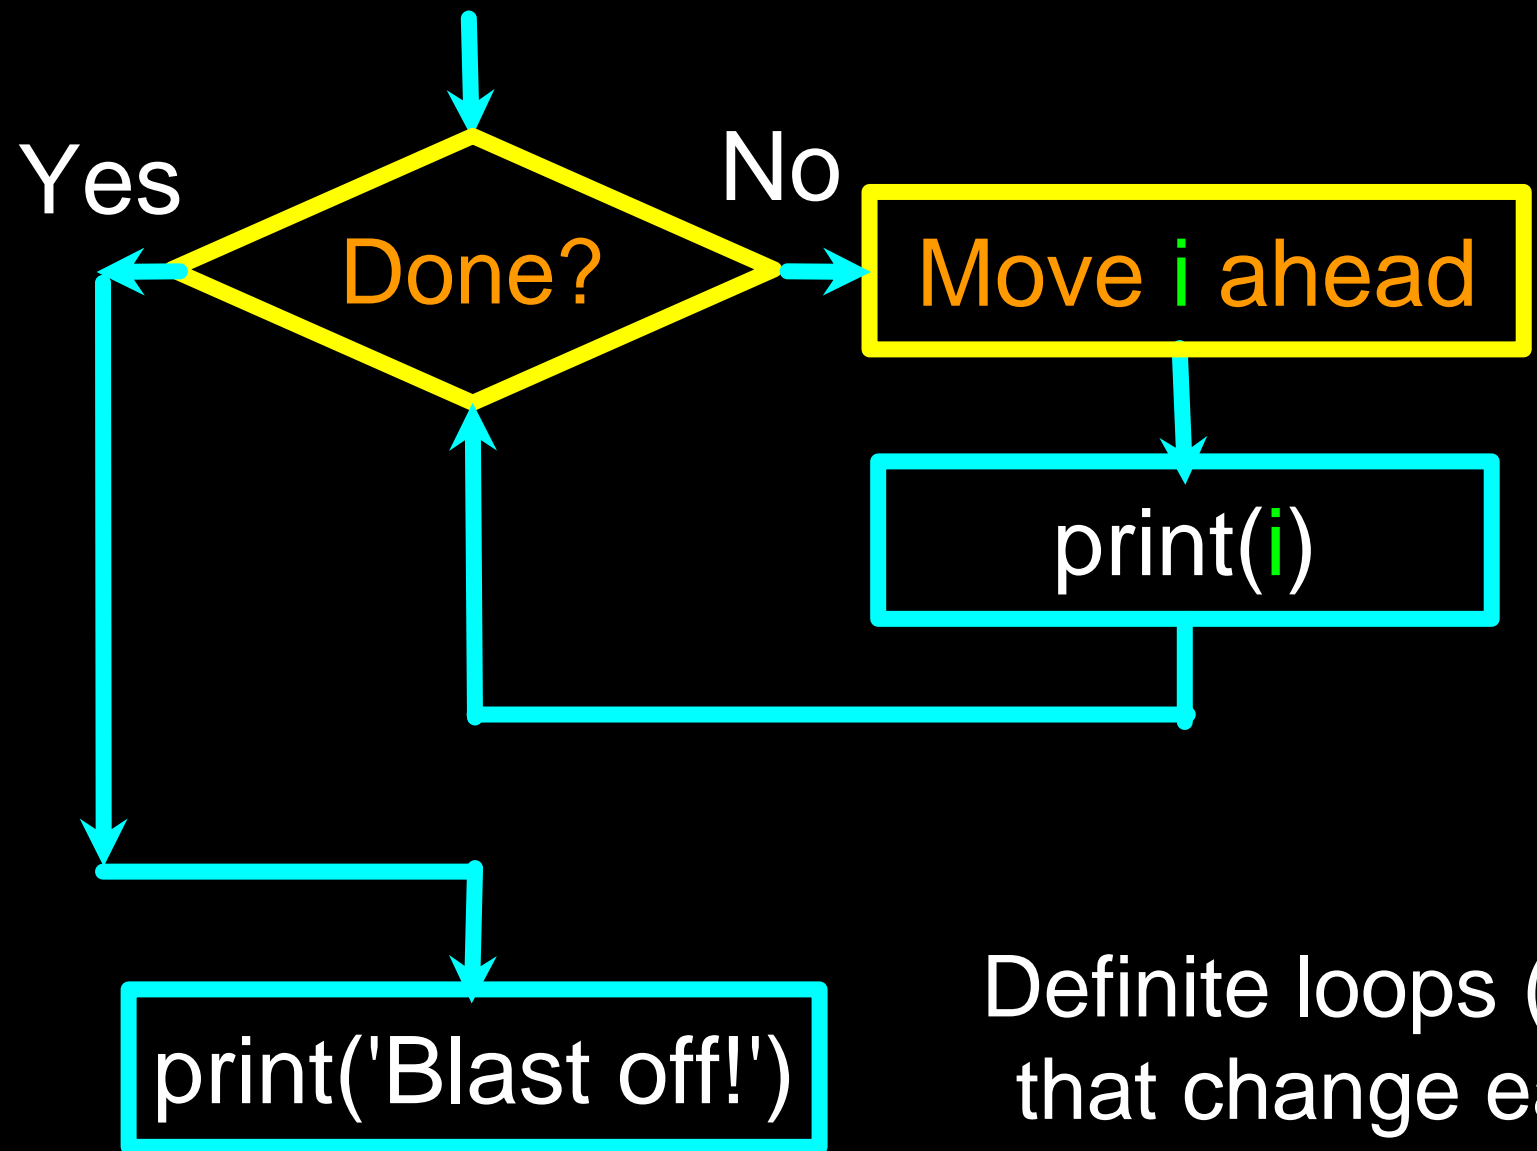 Yes
No
Done?
Move i ahead
print(i)
print('Blast off!')
Definite loops (
that change